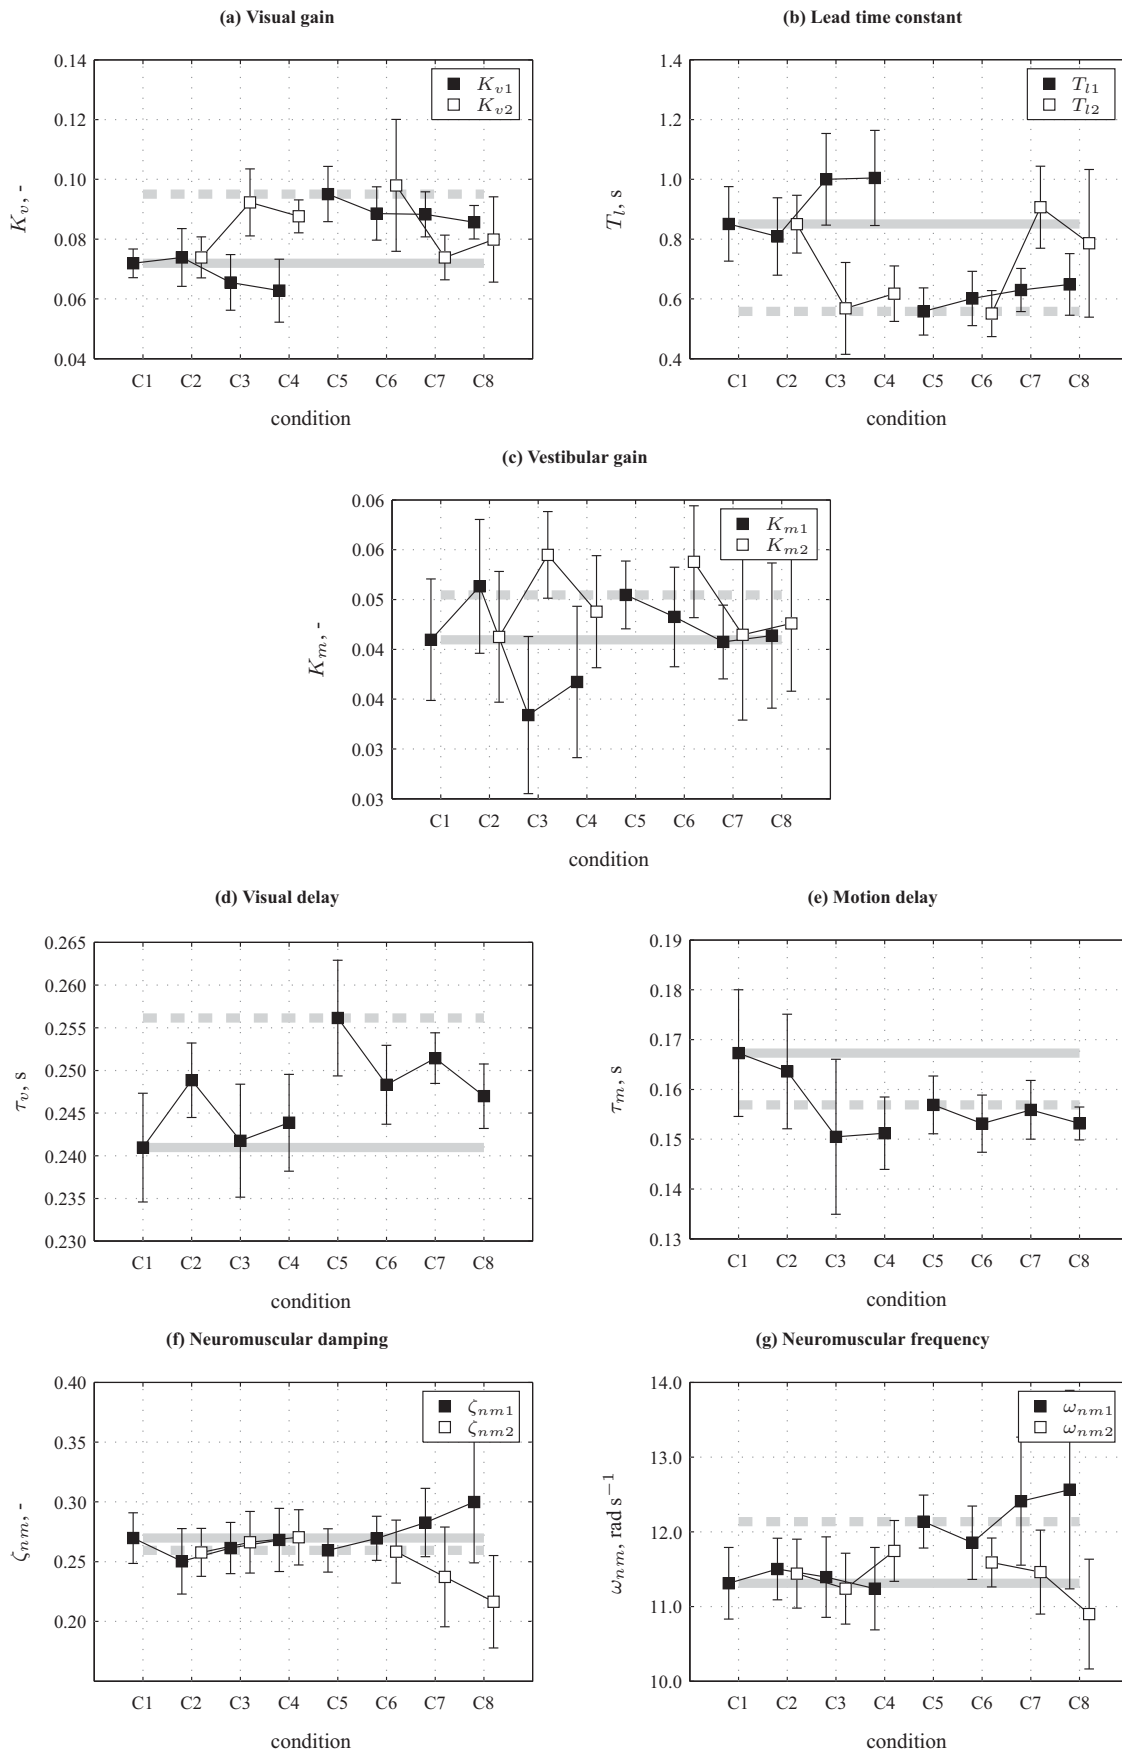 (a) Visual gain
0.14
0.12
0.10
0.08
0.06
0.04
K_v, -
K_v1
K_v2
C1 C2 C3 C4 C5 C6 C7 C8
condition
(b) Lead time constant
1.4
1.2
1.0
0.8
0.6
0.4
T_l, s
T_l1
T_l2
C1 C2 C3 C4 C5 C6 C7 C8
condition
(c) Vestibular gain
0.06
0.06
0.05
0.04
0.04
0.03
0.03
K_m, -
K_m1
K_m2
C1 C2 C3 C4 C5 C6 C7 C8
condition
(d) Visual delay
0.265
0.260
0.255
0.250
0.245
0.240
0.235
0.230
τ_v, s
C1 C2 C3 C4 C5 C6 C7 C8
condition
(e) Motion delay
0.19
0.18
0.17
0.16
0.15
0.14
0.13
τ_m, s
C1 C2 C3 C4 C5 C6 C7 C8
condition
(f) Neuromuscular damping
0.40
0.35
0.30
0.25
0.20
ζ_nm, -
ζ_nm1
ζ_nm2
C1 C2 C3 C4 C5 C6 C7 C8
condition
(g) Neuromuscular frequency
14.0
13.0
12.0
11.0
10.0
ω_nm, rad s⁻¹
ω_nm1
ω_nm2
C1 C2 C3 C4 C5 C6 C7 C8
condition